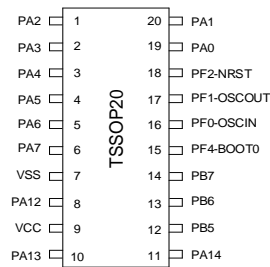 PA2 1 20 PA1
PA3 2 19 PA0
PA4 3 18 PF2-NRST
PA5 4 17 PF1-OSCOUT
PA6 5 16 PF0-OSCIN
PA7 6 15 PF4-BOOT0
VSS 7 14 PB7
PA12 8 13 PB6
VCC 9 12 PB5
PA13 10 11 PA14
TSSOP20